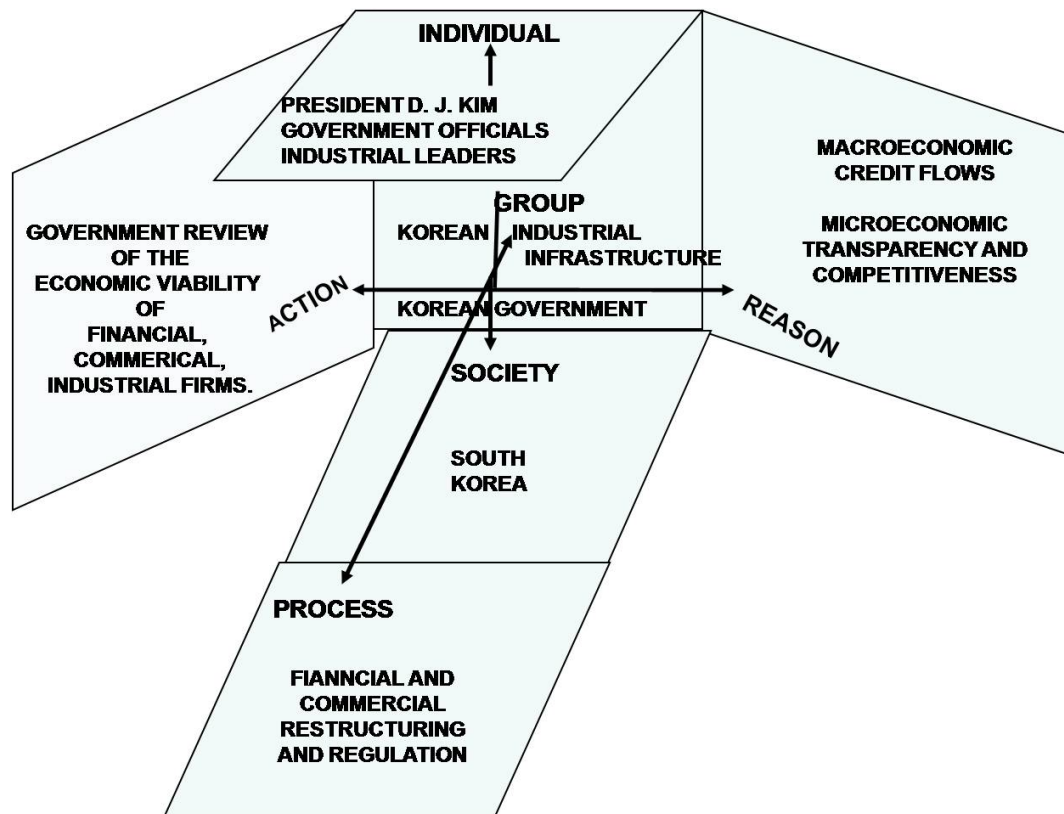 INDIVIDUAL
PRESIDENT D. J. KIM
GOVERNMENT OFFICIALS
INDUSTRIAL LEADERS
GROUP
KOREAN INDUSTRIAL
INFRASTRUCTURE
KOREAN GOVERNMENT
ACTION
GOVERNMENT REVIEW
OF THE
ECONOMIC VIABILITY
OF
FINANCIAL,
COMMERICAL,
INDUSTRIAL FIRMS.
REASON
MACROECONOMIC
CREDIT FLOWS
MICROECONOMIC
TRANSPARENCY AND
COMPETITIVENESS
SOCIETY
SOUTH
KOREA
PROCESS
FIANNCIAL AND
COMMERCIAL
RESTRUCTURING
AND REGULATION